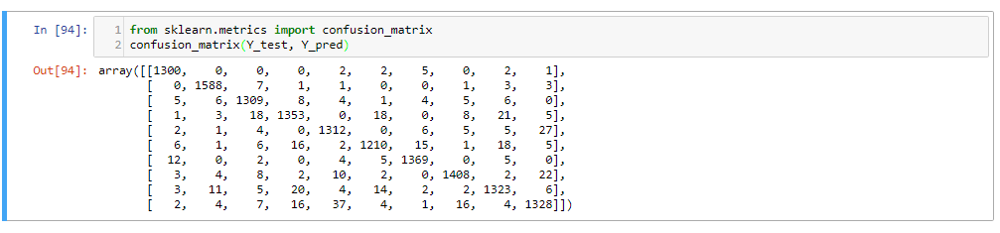 In [94]: 1 from sklearn.metrics import confusion_matrix
2 confusion_matrix(Y_test, Y_pred)
Out[94]: array([[1300, 0, 0, 0, 2, 2, 5, 0, 2, 1],
[ 0, 1588, 7, 1, 1, 0, 0, 1, 3, 3],
[ 5, 6, 1309, 8, 4, 1, 4, 5, 6, 0],
[ 1, 3, 18, 1353, 0, 18, 0, 8, 21, 5],
[ 2, 1, 4, 0, 1312, 0, 6, 5, 5, 27],
[ 6, 1, 6, 16, 2, 1210, 15, 1, 18, 5],
[ 12, 0, 2, 0, 4, 5, 1369, 0, 5, 0],
[ 3, 4, 8, 2, 10, 2, 0, 1408, 2, 22],
[ 3, 11, 5, 20, 4, 14, 2, 2, 1323, 6],
[ 2, 4, 7, 16, 37, 4, 1, 16, 4, 1328]])